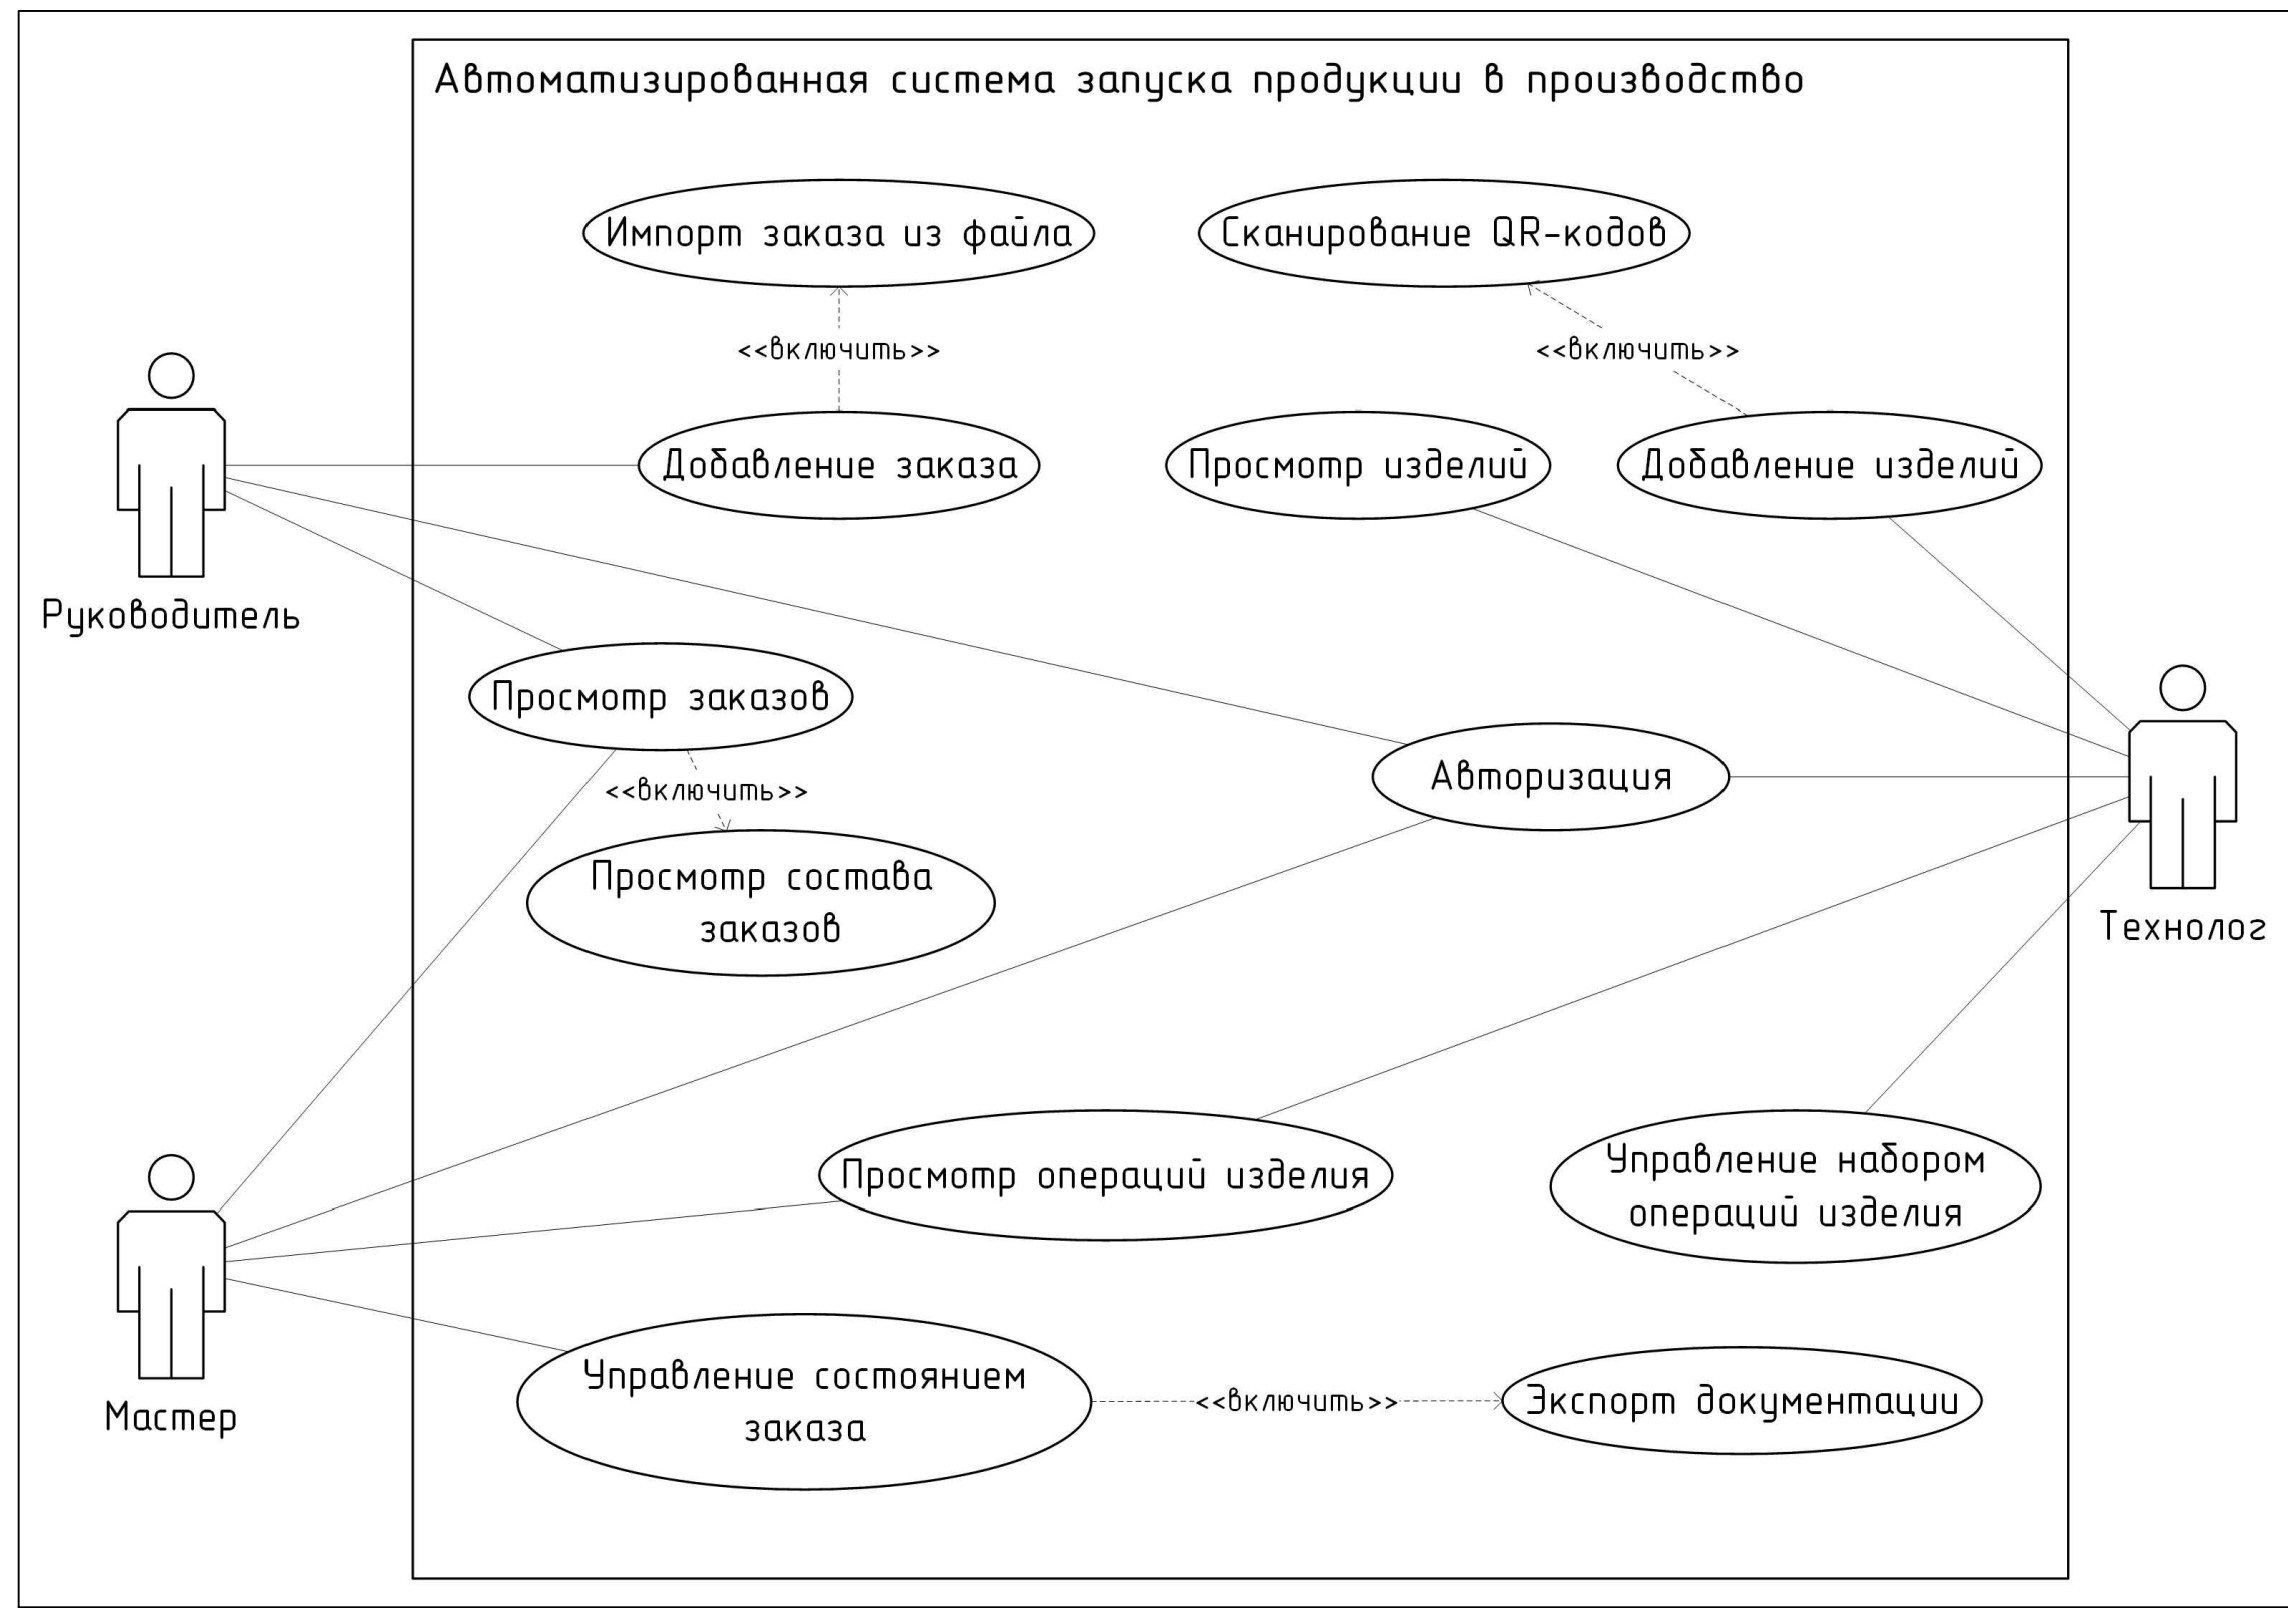 Автоматизированная система запуска продукции в производство
Импорт заказа из файла
Сканирование QR-кодов
<<включить>>
<<включить>>
Добавление заказа
Просмотр изделий
Добавление изделий
Руководитель
Просмотр заказов
Авторизация
<<включить>>
Просмотр состава
заказов
Технолог
Просмотр операций изделия
Управление набором
операций изделия
Управление состоянием
заказа
<<включить>>
Экспорт документации
Мастер